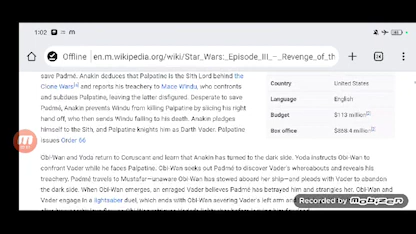 1:02
Offline en.m.wikipedia.org/wiki/Star_Wars:_Episode_III_–_Revenge_of_th
save Padmé. Anakin deduces that Palpatine is the Sith Lord behind the
Clone Wars[a] and reports his treachery to Mace Windu, who confronts
and subdues Palpatine, leaving the latter disfigured. Desperate to save
Padmé, Anakin prevents Windu from killing Palpatine by slicing his right
hand off, who then sends Windu falling to his death. Anakin pledges
himself to the Sith, and Palpatine knights him as Darth Vader. Palpatine
issues Order 66
Country United States
Language English
Budget $113 million
Box office million
Obi-Wan and Yoda return to Coruscant and learn that Anakin has turned to the dark side. Yoda instructs Obi-Wan to
confront Vader while he faces Palpatine. Obi-Wan seeks out Padmé to discover Vader's whereabouts and reveals his
treachery. Padmé travels to Mustafar—unaware Obi-Wan has stowed aboard her ship—and pleads with Vader to abandon
the dark side. When Obi-Wan emerges, an enraged Vader believes Padmé has betrayed him and strangles her. Obi-Wan and
Vader engage in a lightsaber duel, which ends with Obi-Wan severing Vader's left arm and
Recorded by MOBIZEN